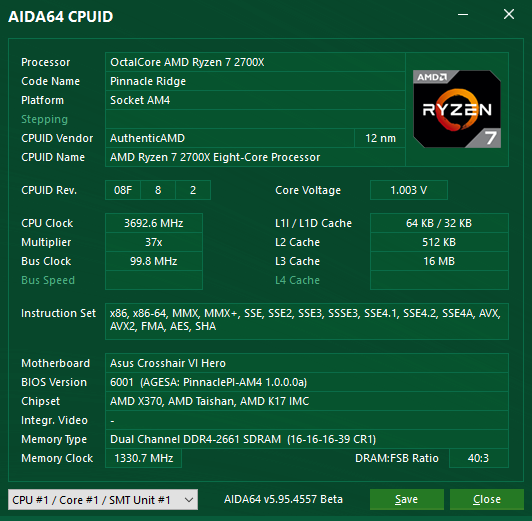 AIDA64 CPUID
Processor OctalCore AMD Ryzen 7 2700X
Code Name Pinnacle Ridge
Platform Socket AM4
Stepping
CPUID Vendor AuthenticAMD 12 nm
CPUID Name AMD Ryzen 7 2700X Eight-Core Processor
AMD
RYZEN
7
CPUID Rev. 08F 8 2 Core Voltage 1.003 V
CPU Clock 3692.6 MHz L1I / L1D Cache 64 KB / 32 KB
Multiplier 37x L2 Cache 512 KB
Bus Clock 99.8 MHz L3 Cache 16 MB
Bus Speed L4 Cache
Instruction Set x86, x86-64, MMX, MMX+, SSE, SSE2, SSE3, SSSE3, SSE4.1, SSE4.2, SSE4A, AVX,
AVX2, FMA, AES, SHA
Motherboard Asus Crosshair VI Hero
BIOS Version 6001 (AGESA: PinnaclePI-AM4 1.0.0.0a)
Chipset AMD X370, AMD Taishan, AMD K17 IMC
Integr. Video -
Memory Type Dual Channel DDR4-2661 SDRAM (16-16-16-39 CR1)
Memory Clock 1330.7 MHz DRAM:FSB Ratio 40:3
CPU #1 / Core #1 / SMT Unit #1 AIDA64 v5.95.4557 Beta Save Close